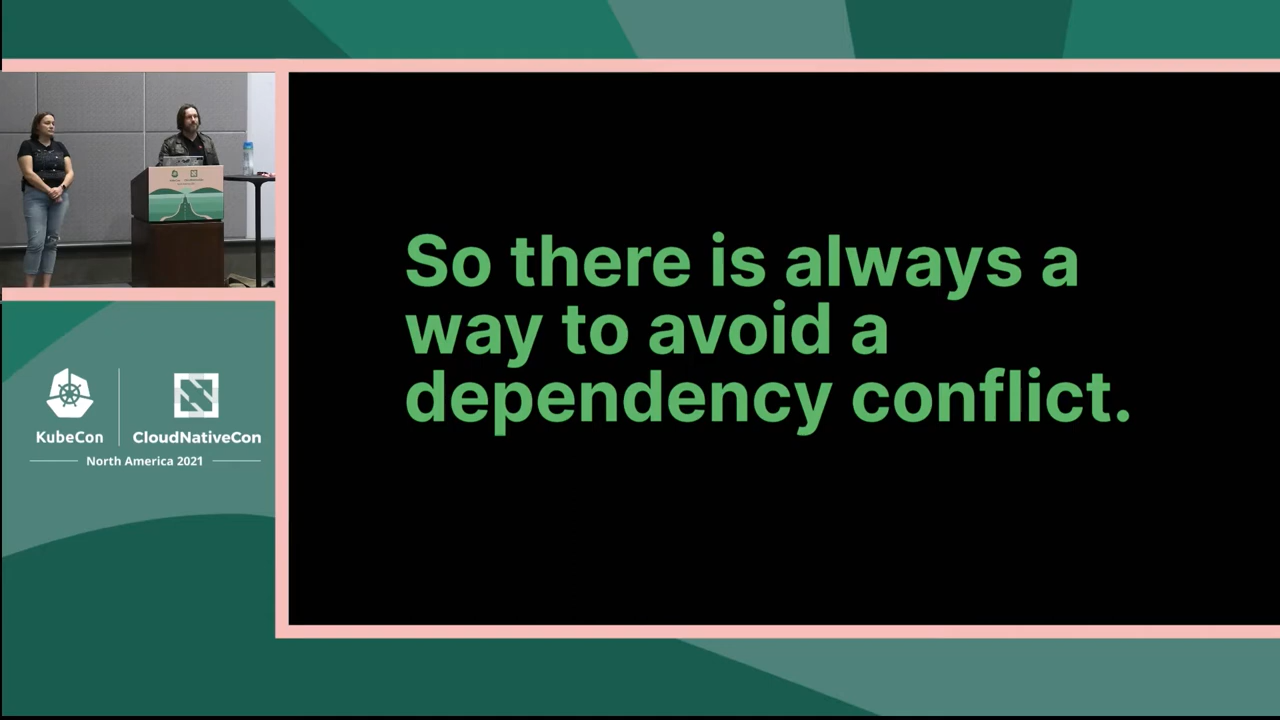 So there is always a
way to avoid a
dependency conflict.
KubeCon
CloudNativeCon
North America 2021